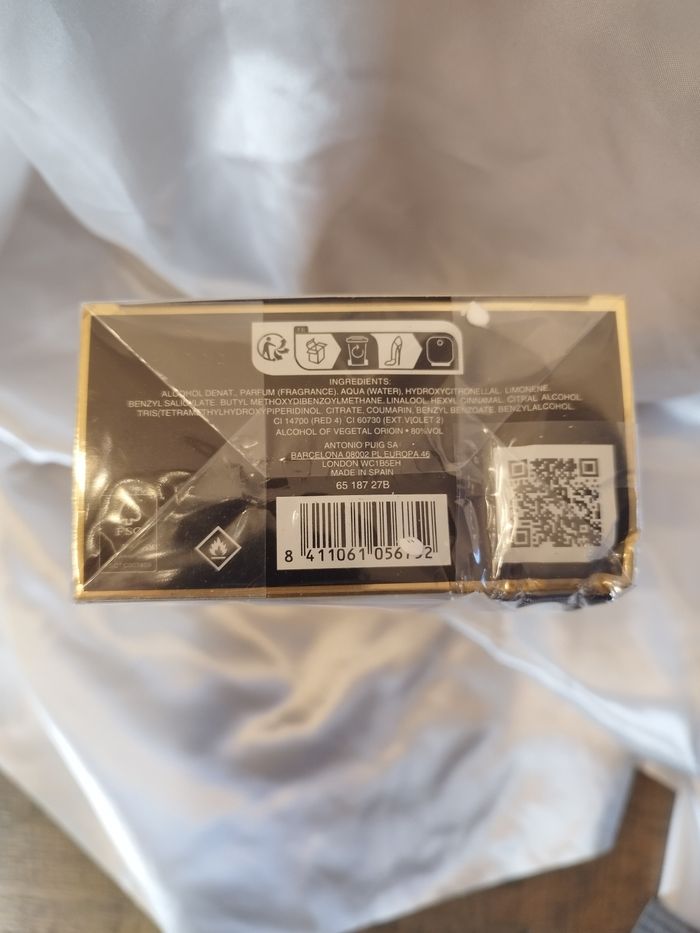 FR
INGREDIENTS:
ALCOHOL DENAT., PARFUM (FRAGRANCE), AQUA (WATER), HYDROXYCITRONELLAL, LIMONENE,
BENZYL SALICYLATE, BUTYL METHOXYDIBENZOYLMETHANE, LINALOOL, HEXYL CINNAMAL, CITRAL, ALCOHOL,
TRIS(TETRAMETHYLHYDROXYPIPERIDINOL) CITRATE, COUMARIN, BENZYL BENZOATE, BENZYL ALCOHOL,
CI 14700 (RED 4) CI 60730 (EXT. VIOLET 2)
ALCOHOL OF VEGETAL ORIGIN • 80%VOL
ANTONIO PUIG SA
BARCELONA 08002 PL EUROPA 46
LONDON WC1B5EH
MADE IN SPAIN
65 187 27B
FSC
8 411061 056